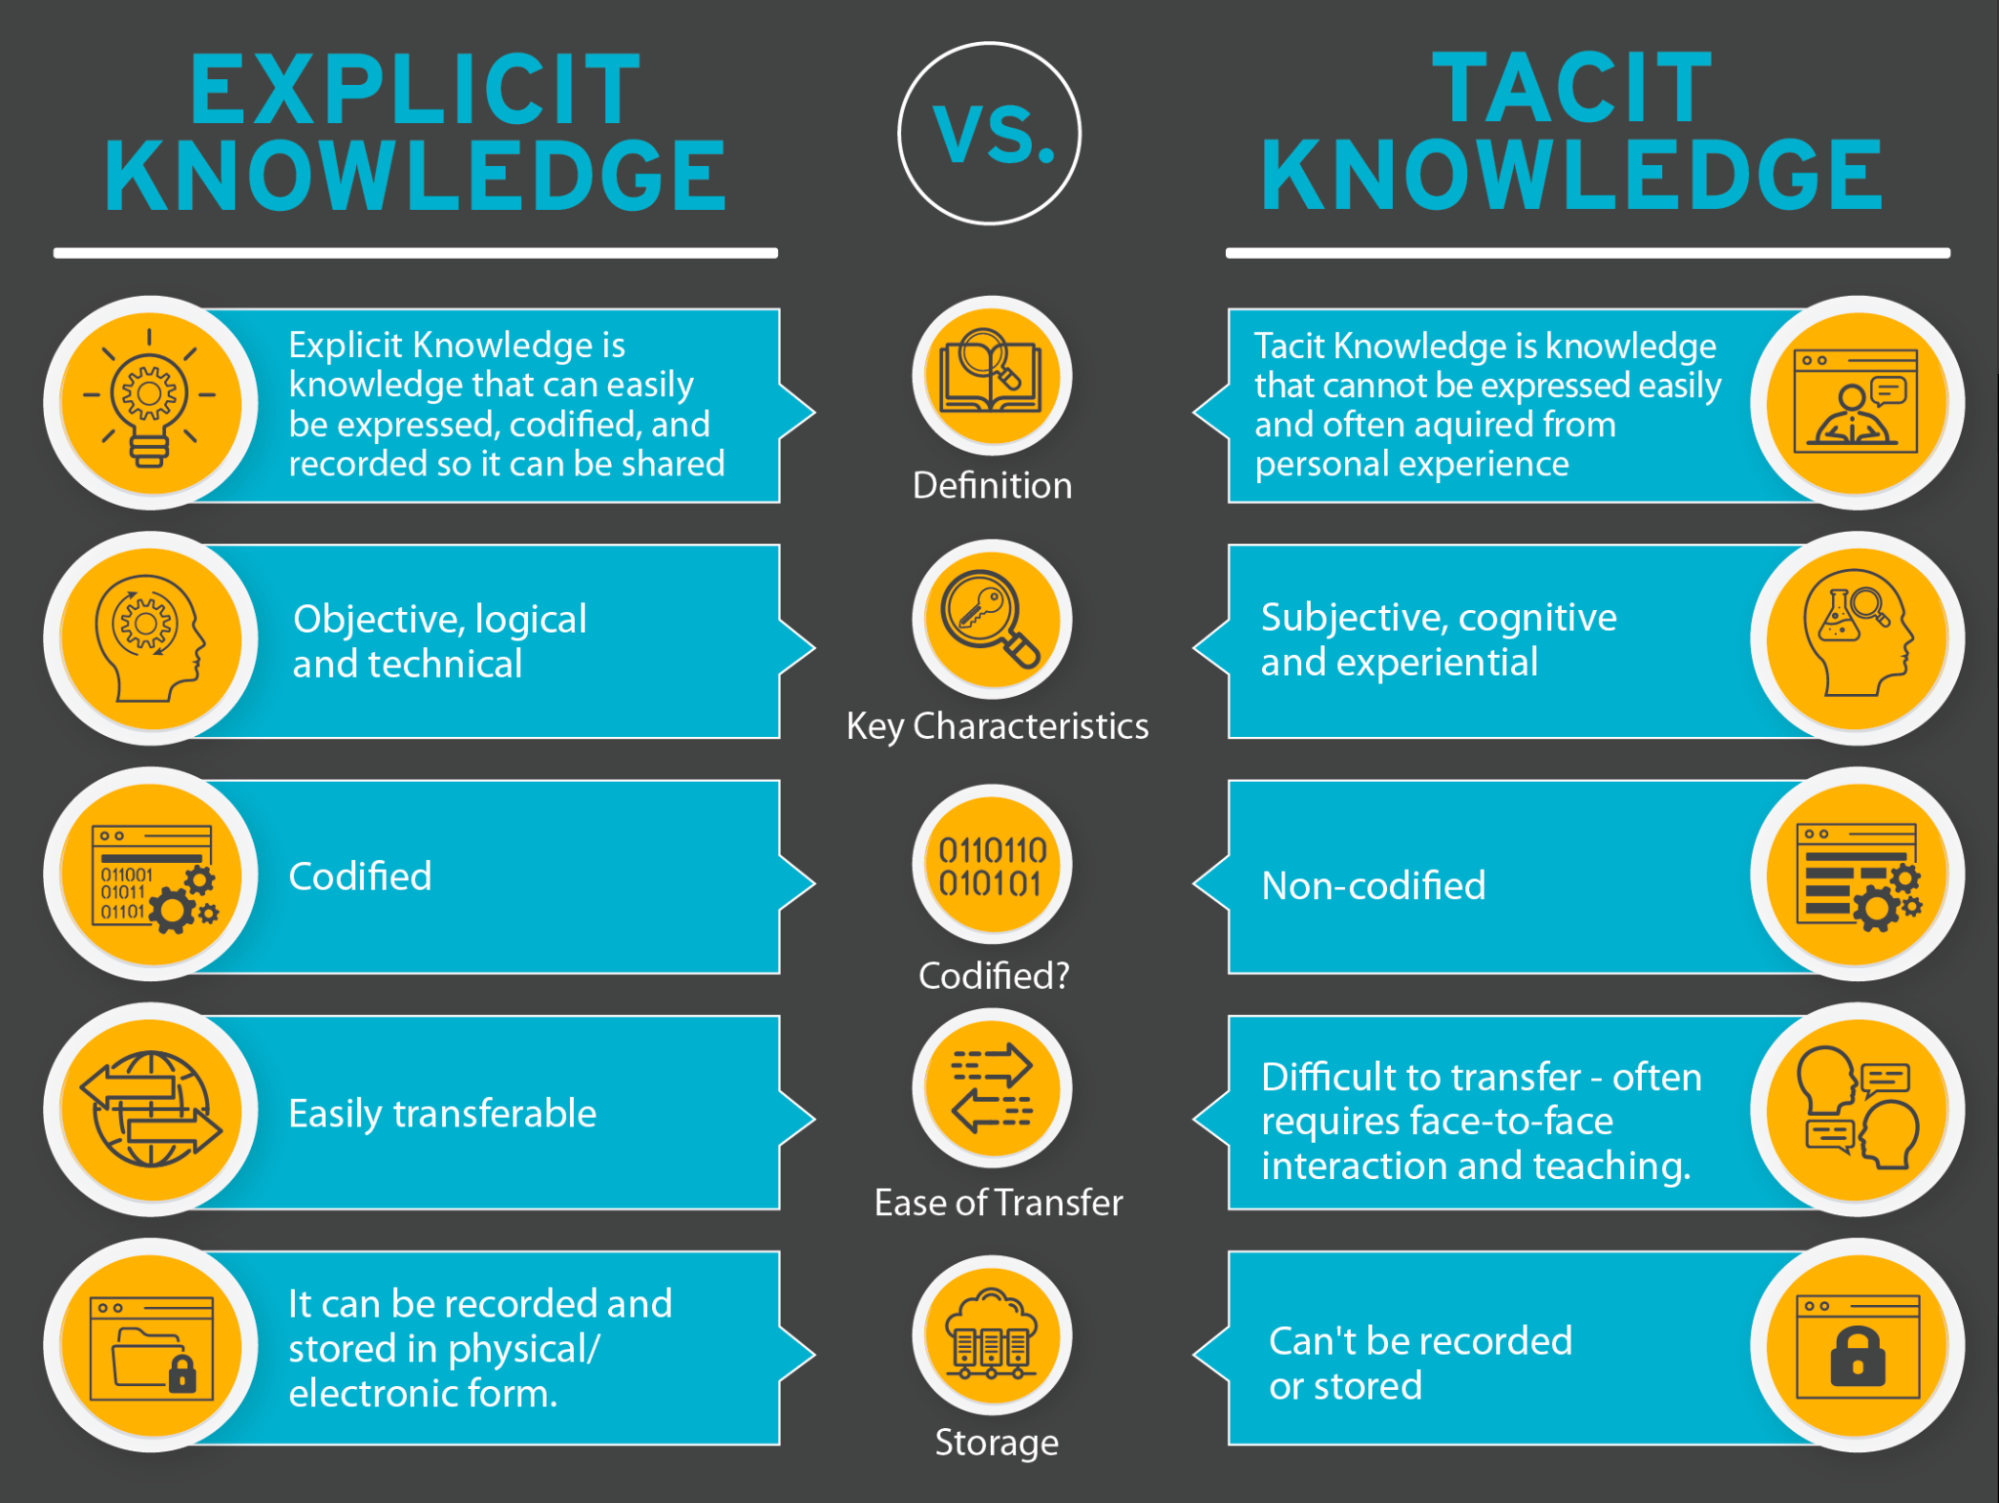 EXPLICIT
KNOWLEDGE
VS.
TACIT
KNOWLEDGE
Explicit Knowledge is
knowledge that can easily
be expressed, codified, and
recorded so it can be shared
Definition
Tacit Knowledge is knowledge
that cannot be expressed easily
and often aquired from
personal experience
Objective, logical
and technical
Key Characteristics
Subjective, cognitive
and experiential
011001
01011
01101
Codified
0110110
010101
Codified?
Non-codified
Easily transferable
Ease of Transfer
Difficult to transfer - often
requires face-to-face
interaction and teaching.
It can be recorded and
stored in physical/
electronic form.
Storage
Can't be recorded
or stored